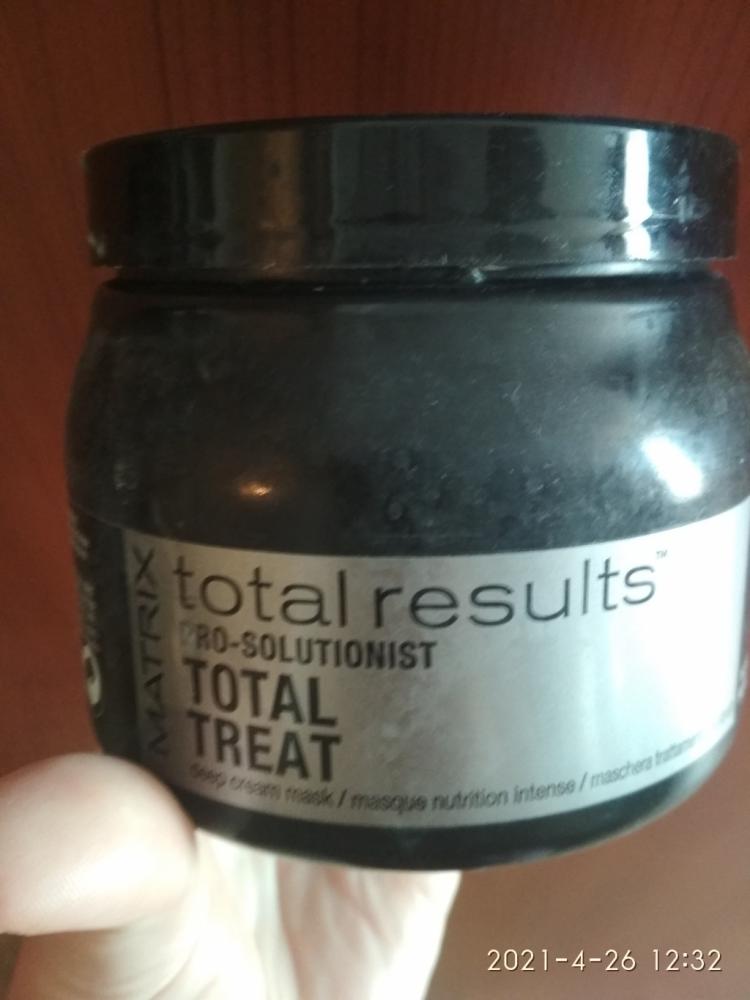 MATRIX
total results™
PRO-SOLUTIONIST
TOTAL
TREAT
deep cream mask / masque nutrition intense / maschera
2021-4-26 12:32